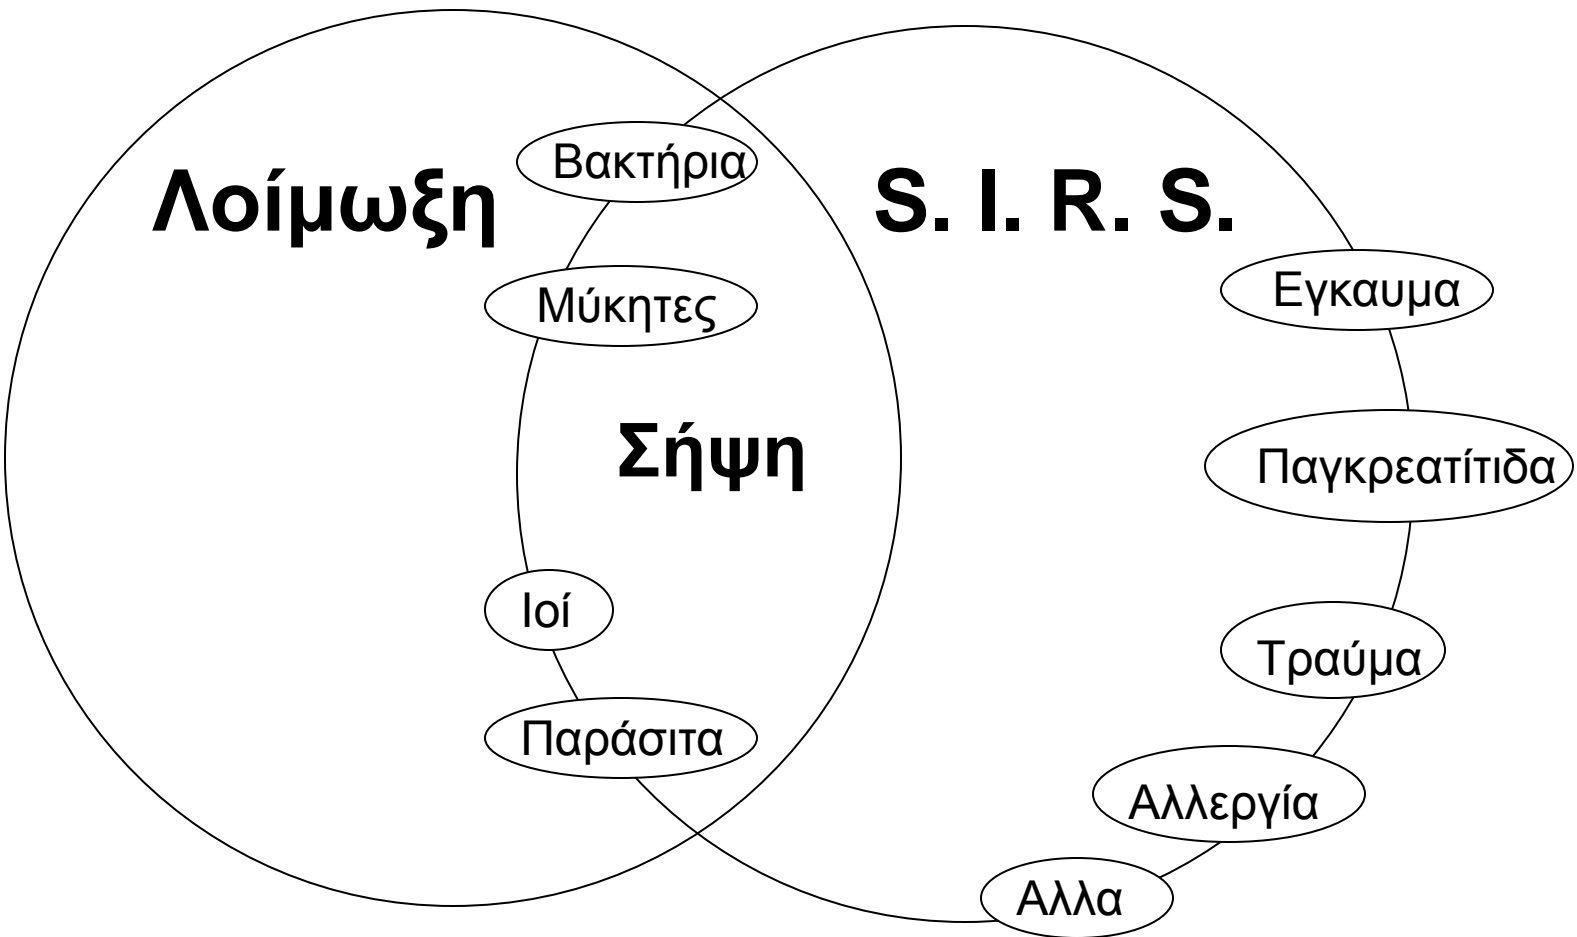 Βακτήρια
Λοίμωξη
S. I. R. S.
Εγκαυμα
Μύκητες
Σήψη
Παγκρεατίτιδα
Ιοί
Τραύμα
Παράσιτα
Αλλεργία
Αλλα